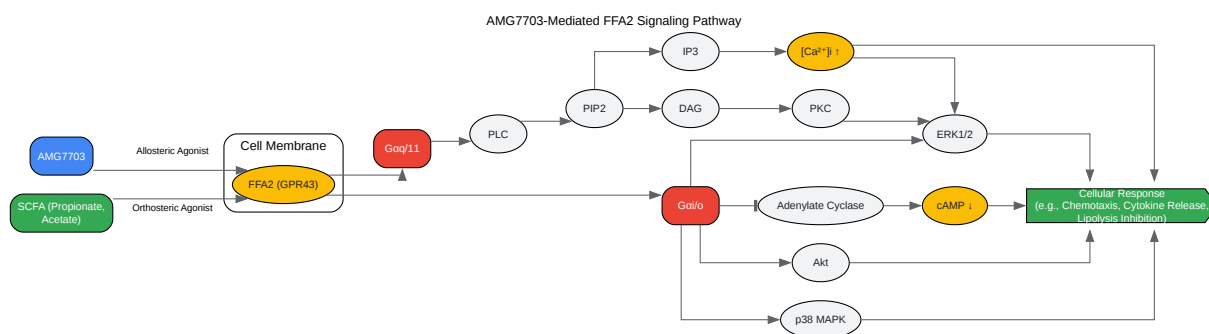 AMG7703-Mediated FFA2 Signaling Pathway
IP3
[Ca²⁺]i ↑
PIP2
DAG
PKC
PLC
ERK1/2
Gαq/11
Cell Membrane
AMG7703
Allosteric Agonist
FFA2 (GPR43)
SCFA (Propionate,
Acetate)
Orthosteric Agonist
Gαi/o
Adenylate Cyclase
cAMP ↓
Cellular Response
(e.g., Chemotaxis, Cytokine Release,
Lipolysis Inhibition)
Akt
p38 MAPK